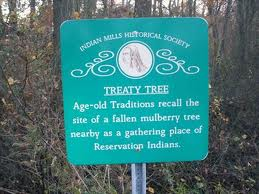 INDIAN MILLS HISTORICAL SOCIETY
TREATY TREE
Age-old Traditions recall the
site of a fallen mulberry tree
nearby as a gathering place of
Reservation Indians.